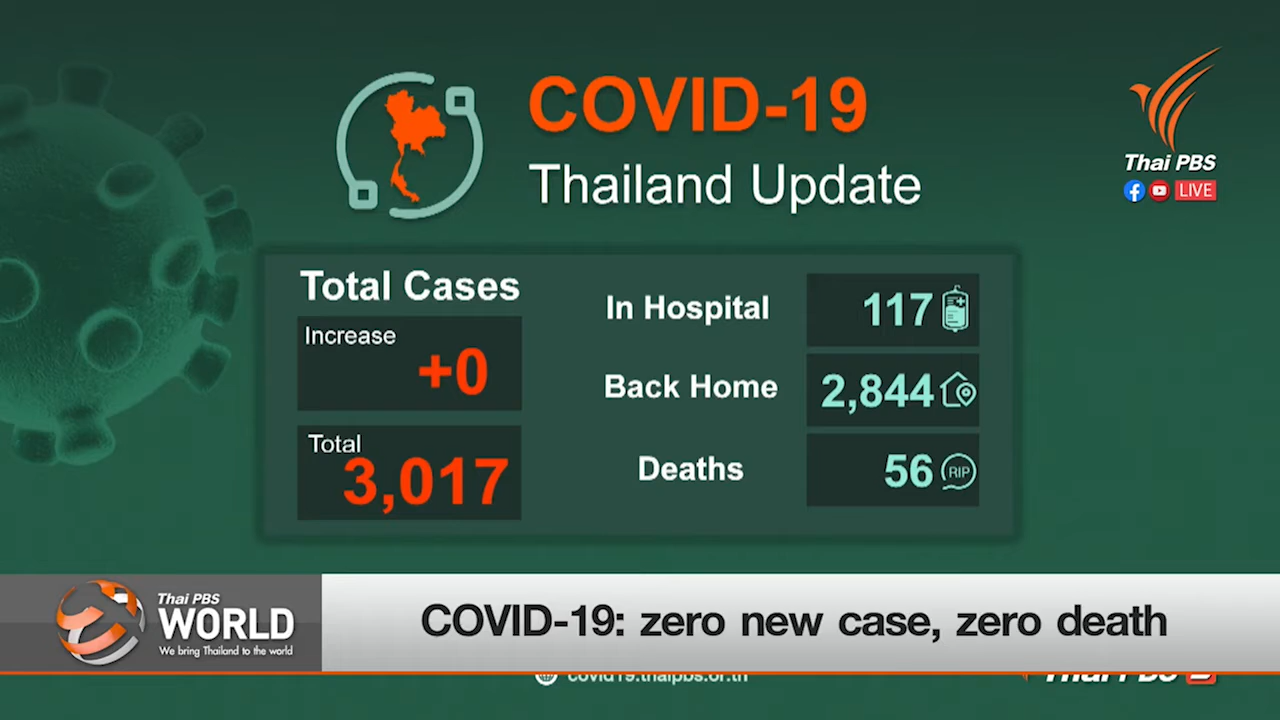 COVID-19
Thailand Update
Thai PBS
LIVE
Total Cases
Increase
+0
Total
3,017
In Hospital
117
Back Home
2,844
Deaths
56
RIP
Thai PBS
WORLD
We bring Thailand to the world
COVID-19: zero new case, zero death
covid19.thaipbs.or.th
Thai PBS